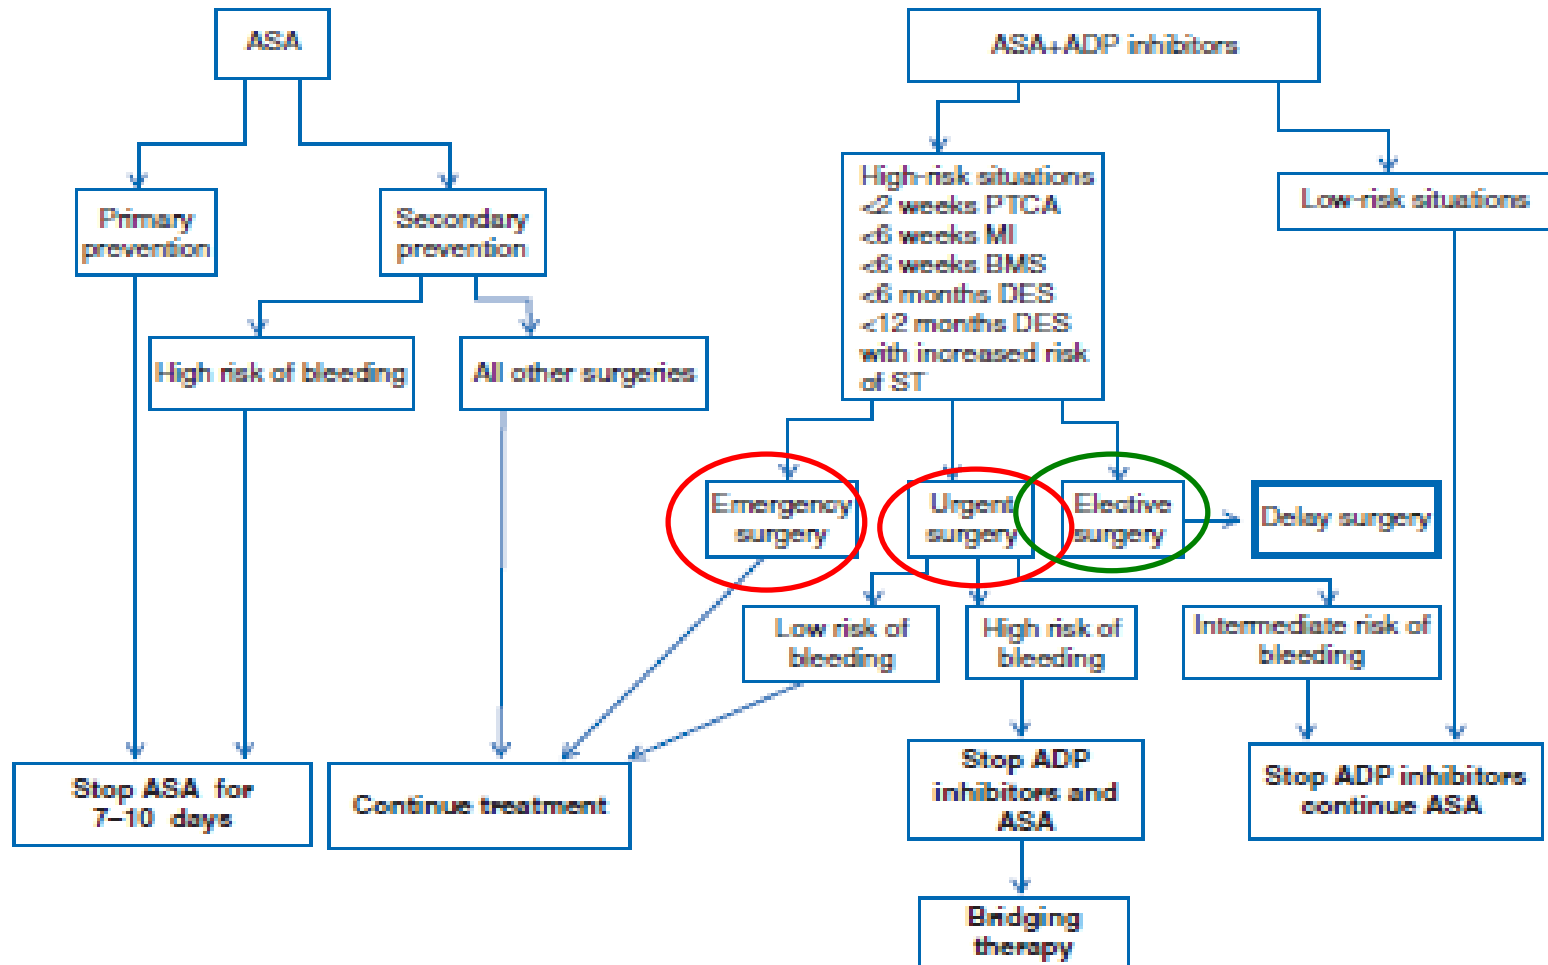 ASA
ASA+ADP inhibitors
Primary
prevention
Secondary
prevention
High-risk situations
<2 weeks PTCA
<6 weeks MI
<6 weeks BMS
<6 months DES
<12 months DES
with increased risk
of ST
Low-risk situations
High risk of bleeding
All other surgeries
Emergency
surgery
Urgent
surgery
Elective
surgery
Delay surgery
Low risk of
bleeding
High risk of
bleeding
Intermediate risk of
bleeding
Stop ASA for
7–10 days
Continue treatment
Stop ADP
inhibitors and
ASA
Stop ADP inhibitors
continue ASA
Bridging
therapy